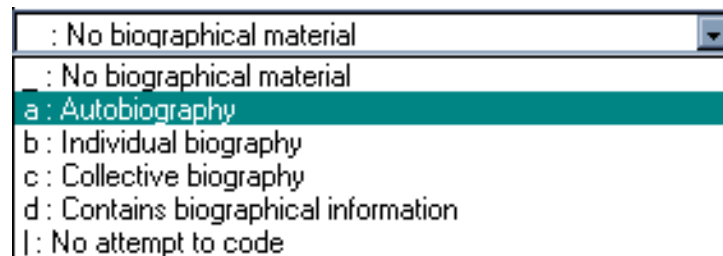 : No biographical material
_ : No biographical material
a : Autobiography
b : Individual biography
c : Collective biography
d : Contains biographical information
| : No attempt to code